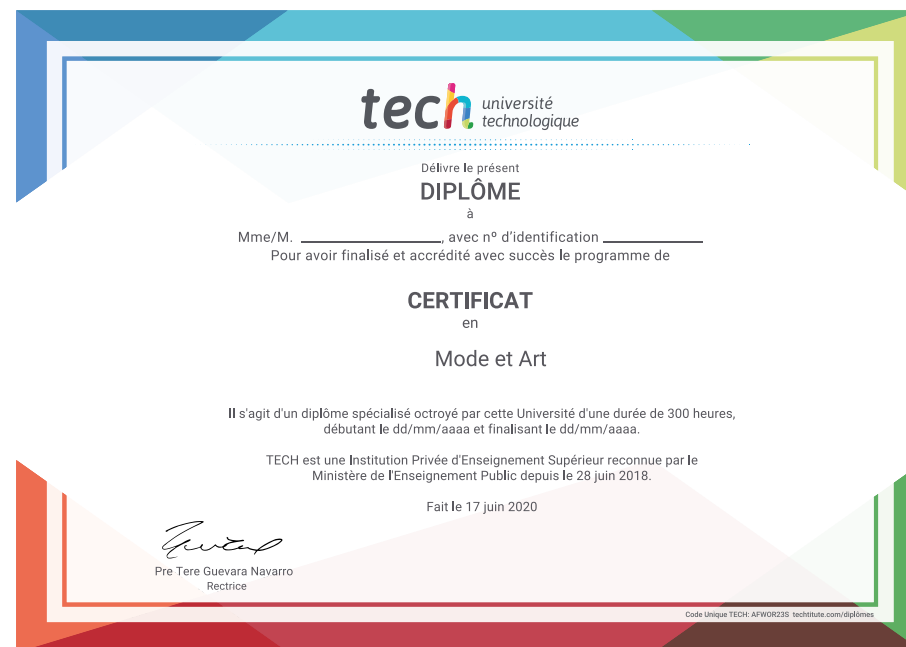 tech université
technologique
Délivre le présent
DIPLÔME
à
Mme/M. ____________________, avec nº d'identification ______________
Pour avoir finalisé et accrédité avec succès le programme de
CERTIFICAT
en
Mode et Art
Il s'agit d'un diplôme spécialisé octroyé par cette Université d'une durée de 300 heures,
débutant le dd/mm/aaaa et finalisant le dd/mm/aaaa.
TECH est une Institution Privée d'Enseignement Supérieur reconnue par le
Ministère de l'Enseignement Public depuis le 28 juin 2018.
Fait le 17 juin 2020
Pre Tere Guevara Navarro
Rectrice
Code Unique TECH: AFWOR23S techtitute.com/diplômes